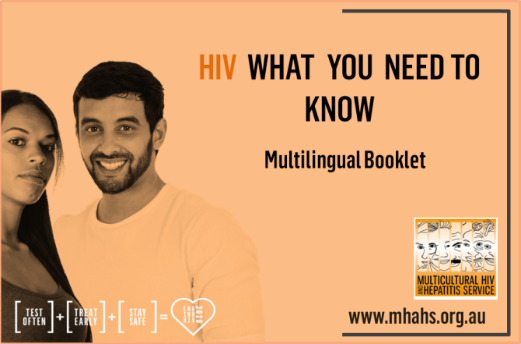 HIV WHAT YOU NEED TO
KNOW
Multilingual Booklet
MULTICULTURAL HIV
AND HEPATITIS SERVICE
www.mhahs.org.au
[TEST OFTEN]+[TREAT EARLY]+[STAY SAFE]=